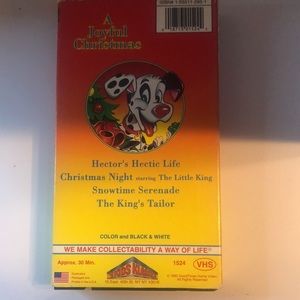 A
Joyful
Christmas
Hector's Hectic Life
Christmas Night starring The Little King
Snowtime Serenade
The King's Tailor
COLOR and BLACK & WHITE
WE MAKE COLLECTABILITY A WAY OF LIFE®
Approx. 30 Min.
1524
VHS